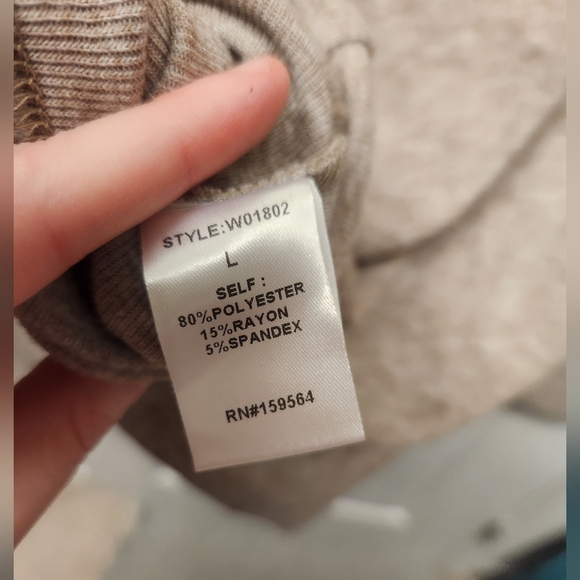 STYLE:W01802
L
SELF :
80%POLYESTER
15%RAYON
5%SPANDEX
RN#159564